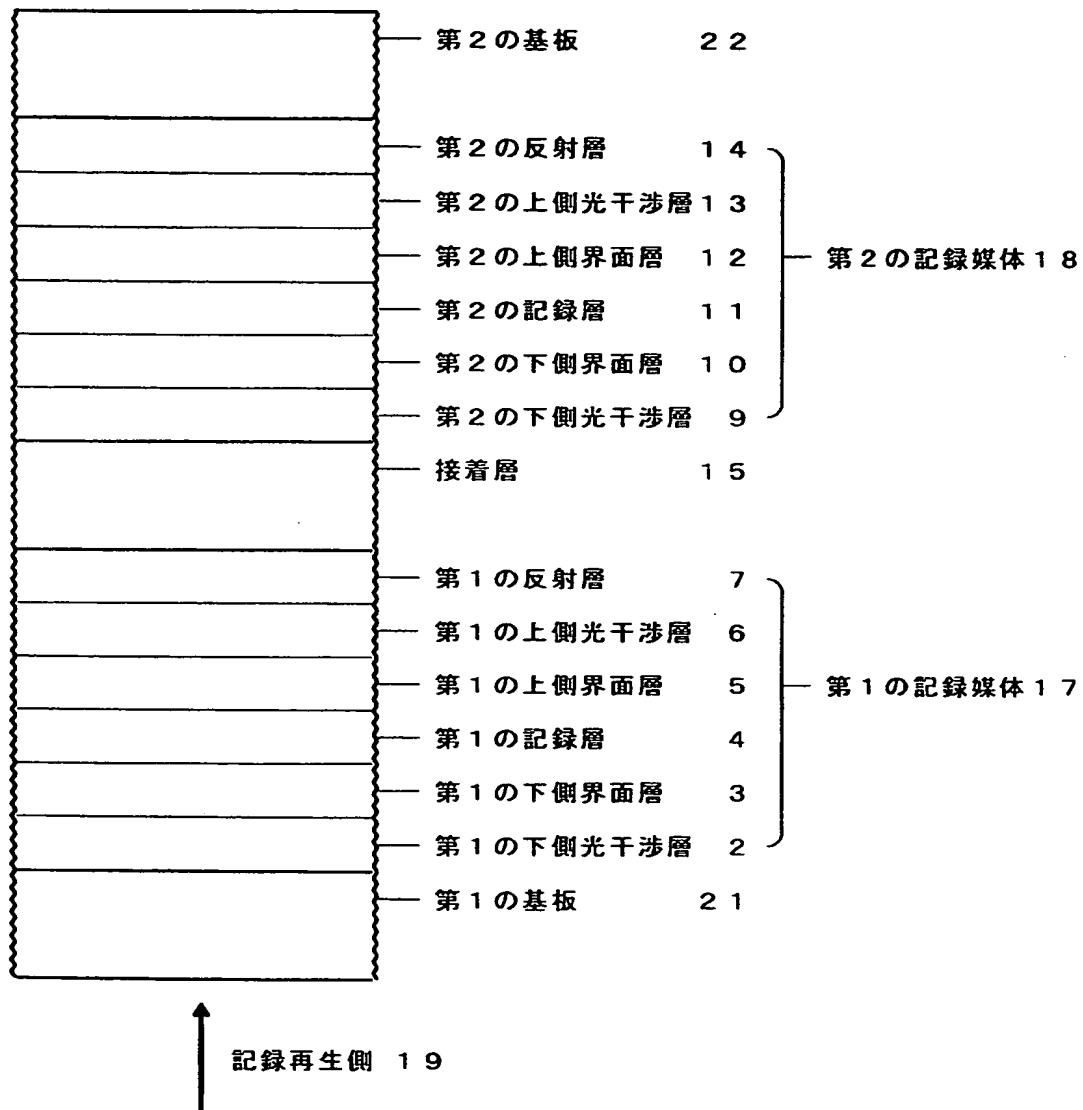 第2の基板 22
第2の反射層 14
第2の上側光干渉層13
第2の上側界面層 12
第2の記録媒体18
第2の記録層 11
第2の下側界面層 10
第2の下側光干渉層 9
接着層 15
第1の反射層 7
第1の上側光干渉層 6
第1の上側界面層 5
第1の記録媒体17
第1の記録層 4
第1の下側界面層 3
第1の下側光干渉層 2
第1の基板 21
記録再生側 19